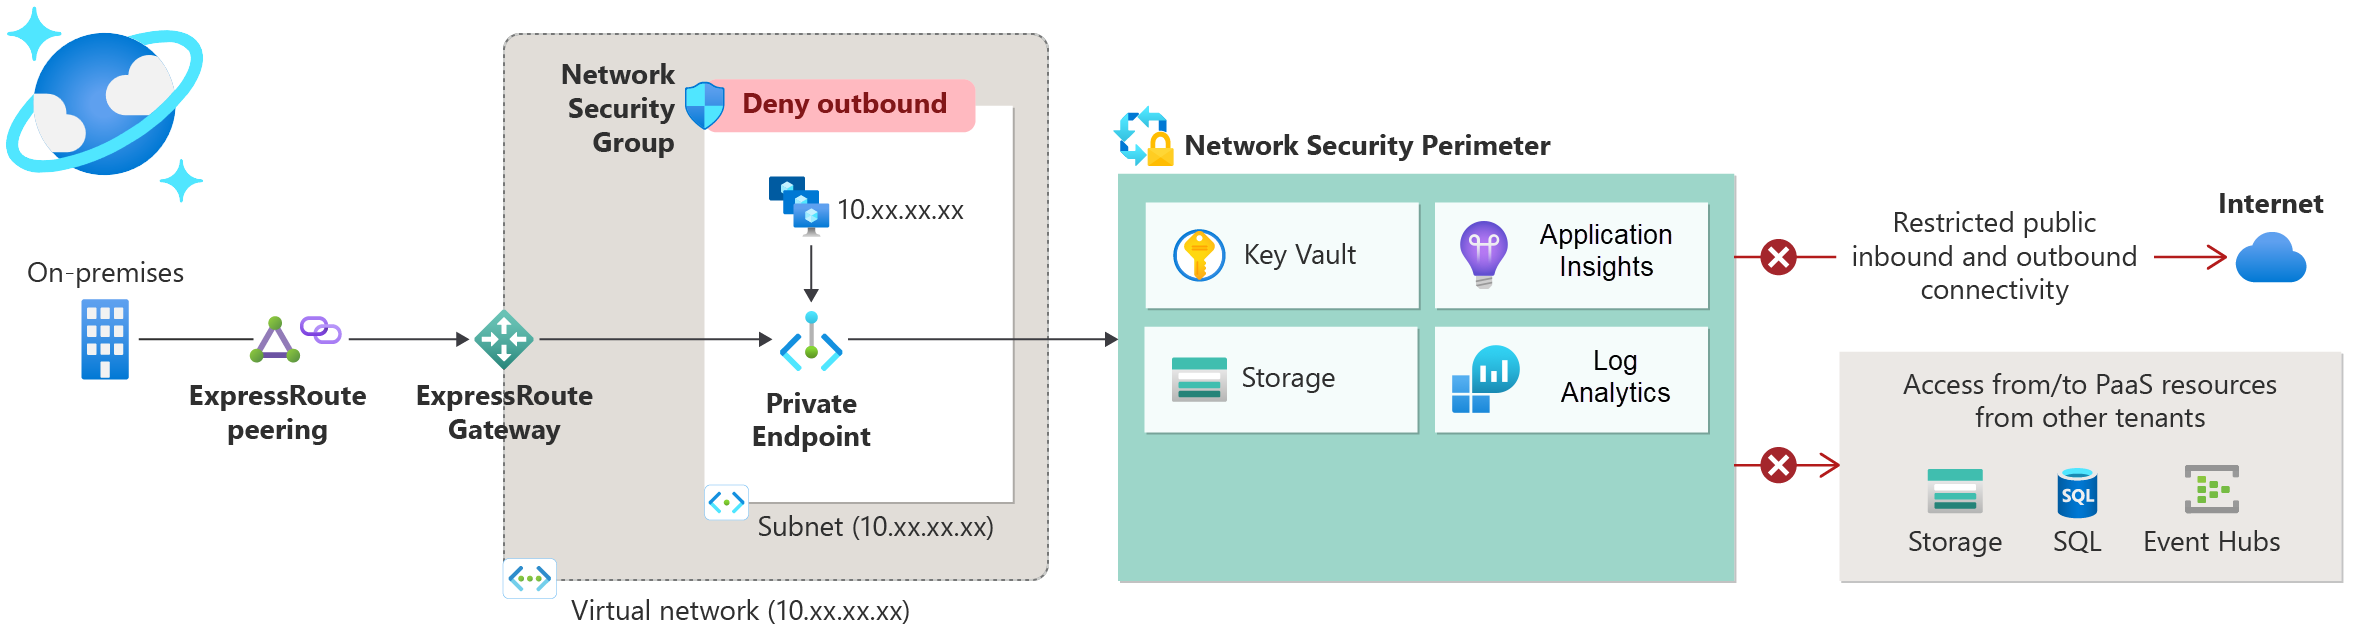 On-premises
ExpressRoute
peering
ExpressRoute
Gateway
Network
Security
Group
Deny outbound
10.xx.xx.xx
Private
Endpoint
Subnet (10.xx.xx.xx)
Virtual network (10.xx.xx.xx)
Network Security Perimeter
Key Vault
Application
Insights
Storage
Log
Analytics
Restricted public
inbound and outbound
connectivity
Internet
Access from/to PaaS resources
from other tenants
Storage
SQL
SQL
Event Hubs